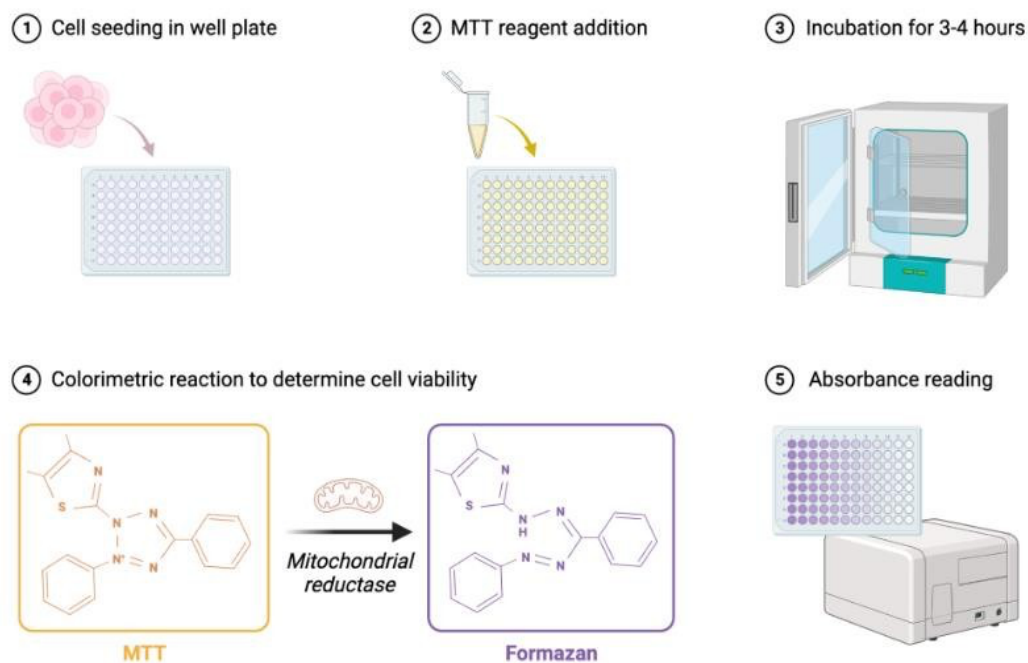 1 Cell seeding in well plate
2 MTT reagent addition
3 Incubation for 3-4 hours
4 Colorimetric reaction to determine cell viability
5 Absorbance reading
N
S
N
N
N⁺
N
Mitochondrial
reductase
N
S
N
H
N
N
N
MTT
Formazan